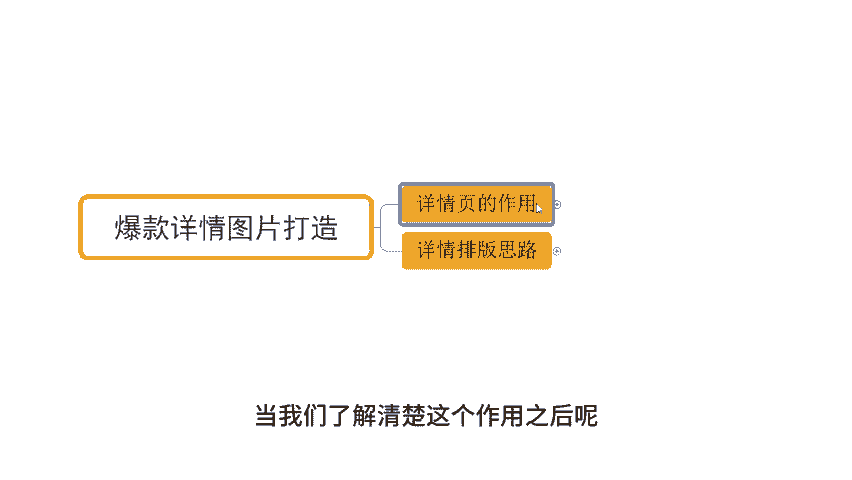 爆款详情图片打造
详情页的作用
详情排版思路
当我们了解清楚这个作用之后呢